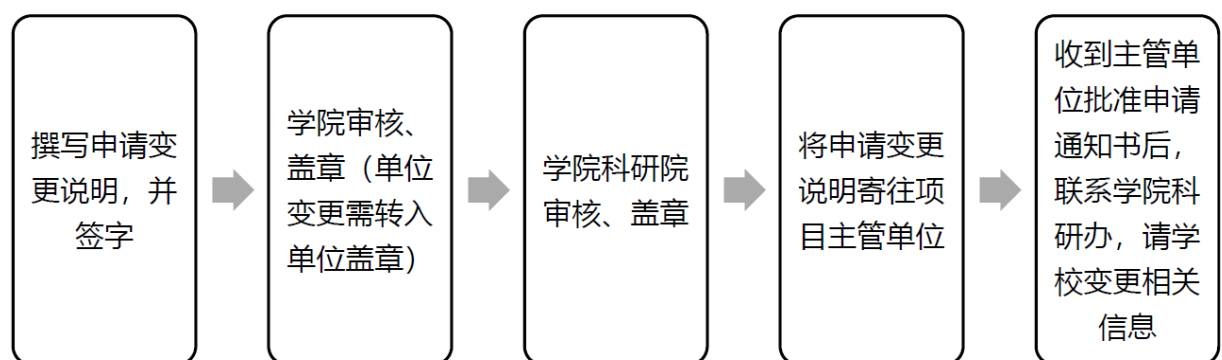 撰写申请变
更说明，并
签字
学院审核、
盖章（单位
变更需转入
单位盖章）
学院科研院
审核、盖章
将申请变更
说明寄往项
目主管单位
收到主管单
位批准申请
通知书后，
联系学院科
研办，请学
校变更相关
信息